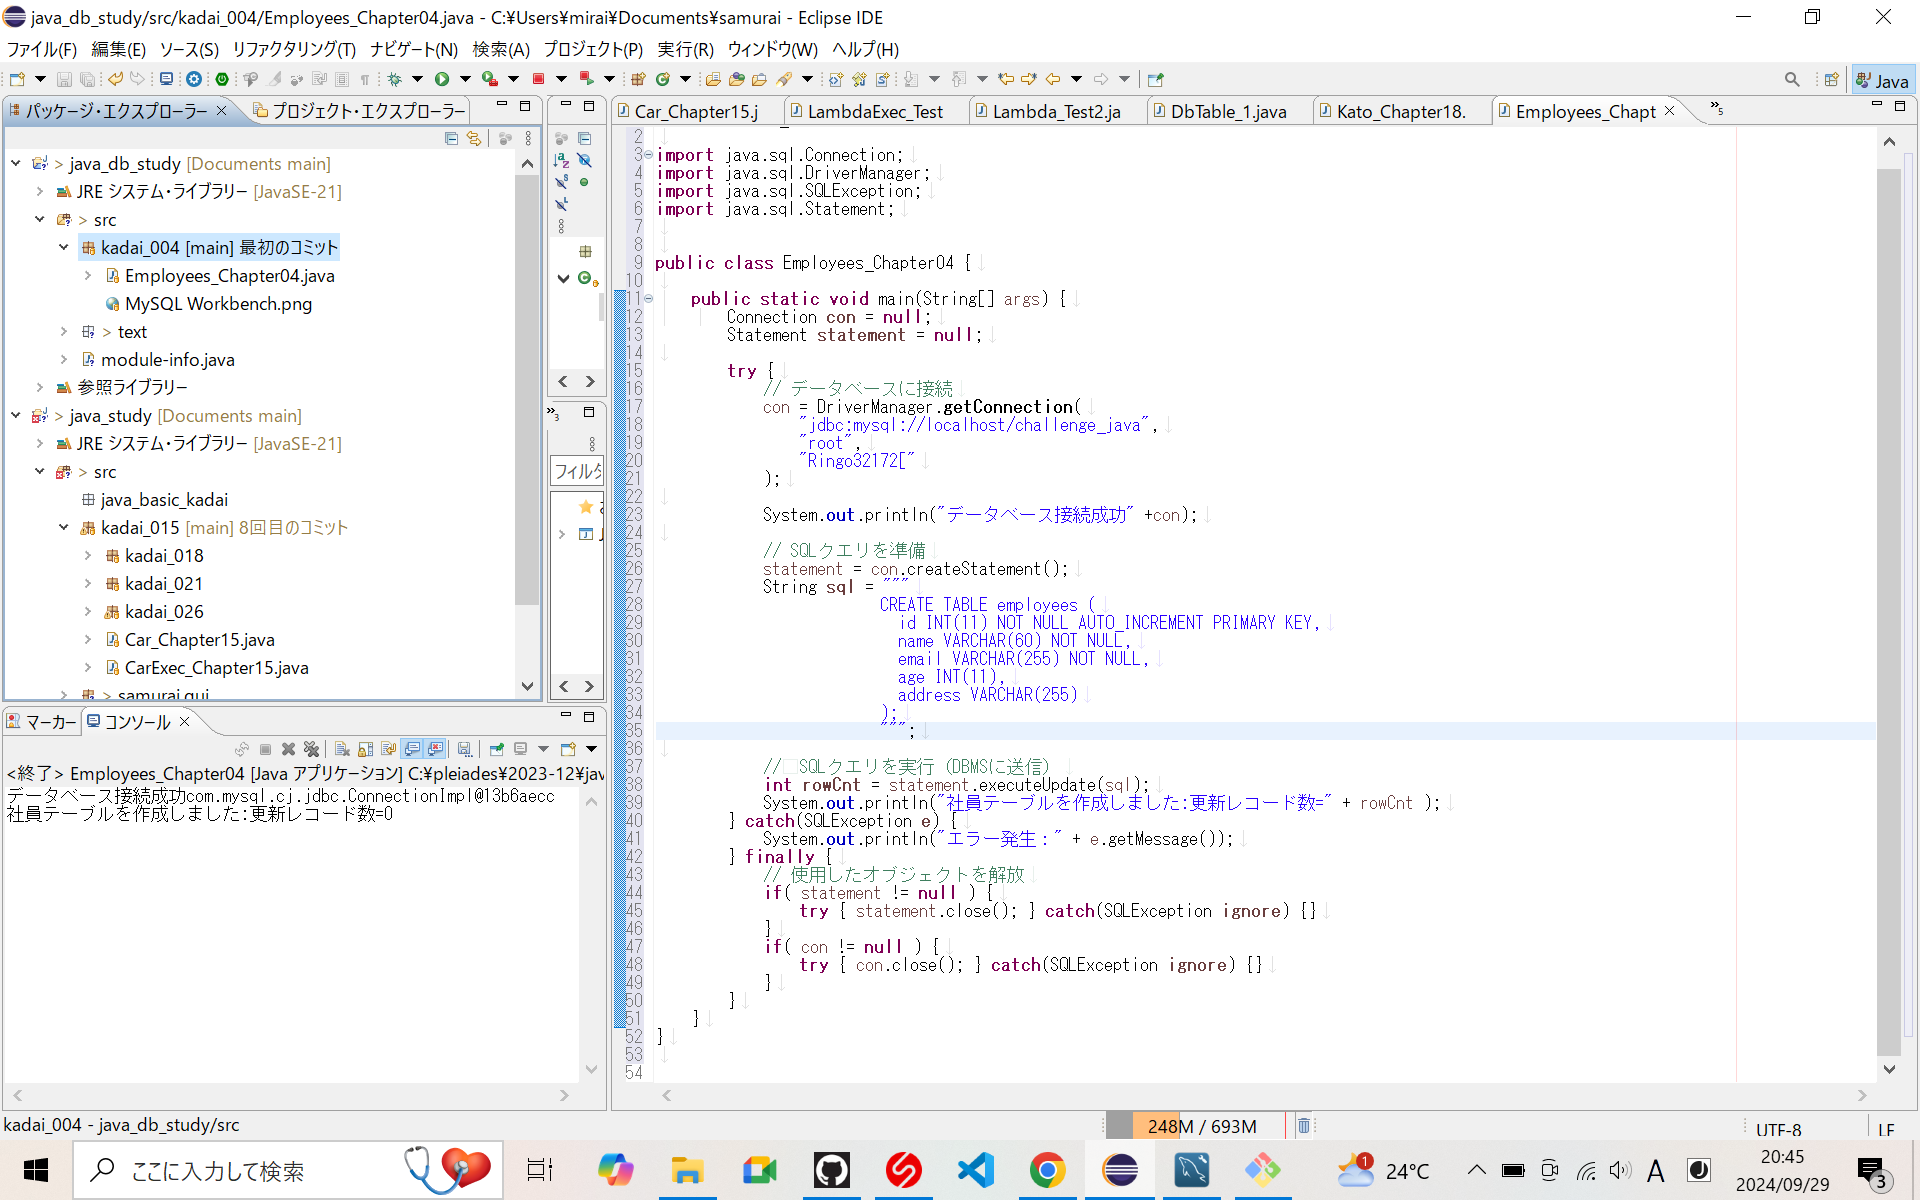 java_db_study/src/kadai_004/Employees_Chapter04.java - C:¥Users¥mirai¥Documents¥samurai - Eclipse IDE
ファイル(F) 編集(E) ソース(S) リファクタリング(T) ナビゲート(N) 検索(A) プロジェクト(P) 実行(R) ウィンドウ(W) ヘルプ(H)
Java
パッケージ・エクスプローラー
プロジェクト・エクスプローラー
> java_db_study [Documents main]
JRE システム・ライブラリー [JavaSE-21]
> src
kadai_004 [main] 最初のコミット
Employees_Chapter04.java
MySQL Workbench.png
> text
module-info.java
参照ライブラリー
> java_study [Documents main]
JRE システム・ライブラリー [JavaSE-21]
> src
java_basic_kadai
kadai_015 [main] 8回目のコミット
kadai_018
kadai_021
kadai_026
Car_Chapter15.java
CarExec_Chapter15.java
> samurai.gui
»3
フィルタ
Car_Chapter15.j
LambdaExec_Test
Lambda_Test2.ja
DbTable_1.java
Kato_Chapter18.
Employees_Chapt
»5
2
3 import java.sql.Connection;
4 import java.sql.DriverManager;
5 import java.sql.SQLException;
6 import java.sql.Statement;
7
8
9 public class Employees_Chapter04 {
10
11 public static void main(String[] args) {
12 Connection con = null;
13 Statement statement = null;
14
15 try {
16 // データベースに接続
17 con = DriverManager.getConnection(
18 "jdbc:mysql://localhost/challenge_java",
19 "root",
20 "Ringo32172["
21 );
22
23 System.out.println("データベース接続成功" +con);
24
25 // SQLクエリを準備
26 statement = con.createStatement();
27 String sql = """
28 CREATE TABLE employees (
29 id INT(11) NOT NULL AUTO_INCREMENT PRIMARY KEY,
30 name VARCHAR(60) NOT NULL,
31 email VARCHAR(255) NOT NULL,
32 age INT(11),
33 address VARCHAR(255)
34 );
35 """;
36
37 // SQLクエリを実行（DBMSに送信）
38 int rowCnt = statement.executeUpdate(sql);
39 System.out.println("社員テーブルを作成しました:更新レコード数=" + rowCnt );
40 } catch(SQLException e) {
41 System.out.println("エラー発生：" + e.getMessage());
42 } finally {
43 // 使用したオブジェクトを解放
44 if( statement != null ) {
45 try { statement.close(); } catch(SQLException ignore) {}
46 }
47 if( con != null ) {
48 try { con.close(); } catch(SQLException ignore) {}
49 }
50 }
51 }
52 }
53
54
マーカー
コンソール
<終了> Employees_Chapter04 [Java アプリケーション] C:¥pleiades¥2023-12¥jav
データベース接続成功com.mysql.cj.jdbc.ConnectionImpl@13b6aecc
社員テーブルを作成しました:更新レコード数=0
kadai_004 - java_db_study/src
248M / 693M
UTF-8
LF
ここに入力して検索
1
24°C
A
20:45
2024/09/29
3